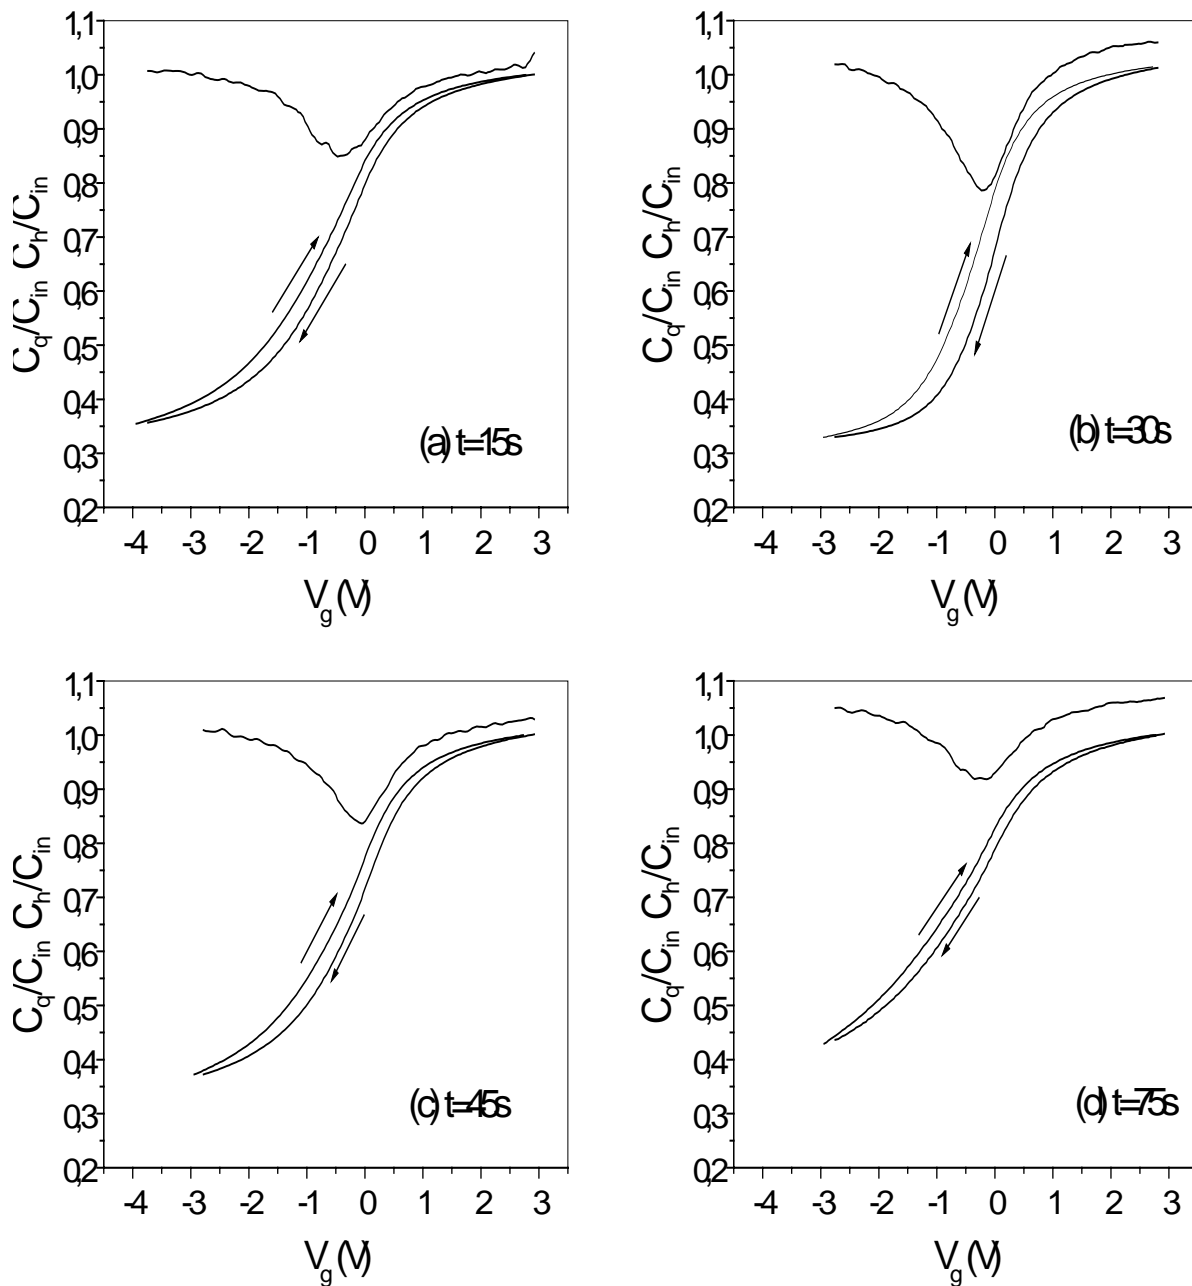 1,1
1,0
0,9
0,8
0,7
0,6
0,5
0,4
0,3
0,2
C_q/C_in C_h/C_in
(a) t=15s
-4 -3 -2 -1 0 1 2 3
V_g (V)
1,1
1,0
0,9
0,8
0,7
0,6
0,5
0,4
0,3
0,2
C_q/C_in C_h/C_in
(b) t=30s
-4 -3 -2 -1 0 1 2 3
V_g (V)
1,1
1,0
0,9
0,8
0,7
0,6
0,5
0,4
0,3
0,2
C_q/C_in C_h/C_in
(c) t=45s
-4 -3 -2 -1 0 1 2 3
V_g (V)
1,1
1,0
0,9
0,8
0,7
0,6
0,5
0,4
0,3
0,2
C_q/C_in C_h/C_in
(d) t=75s
-4 -3 -2 -1 0 1 2 3
V_g (V)